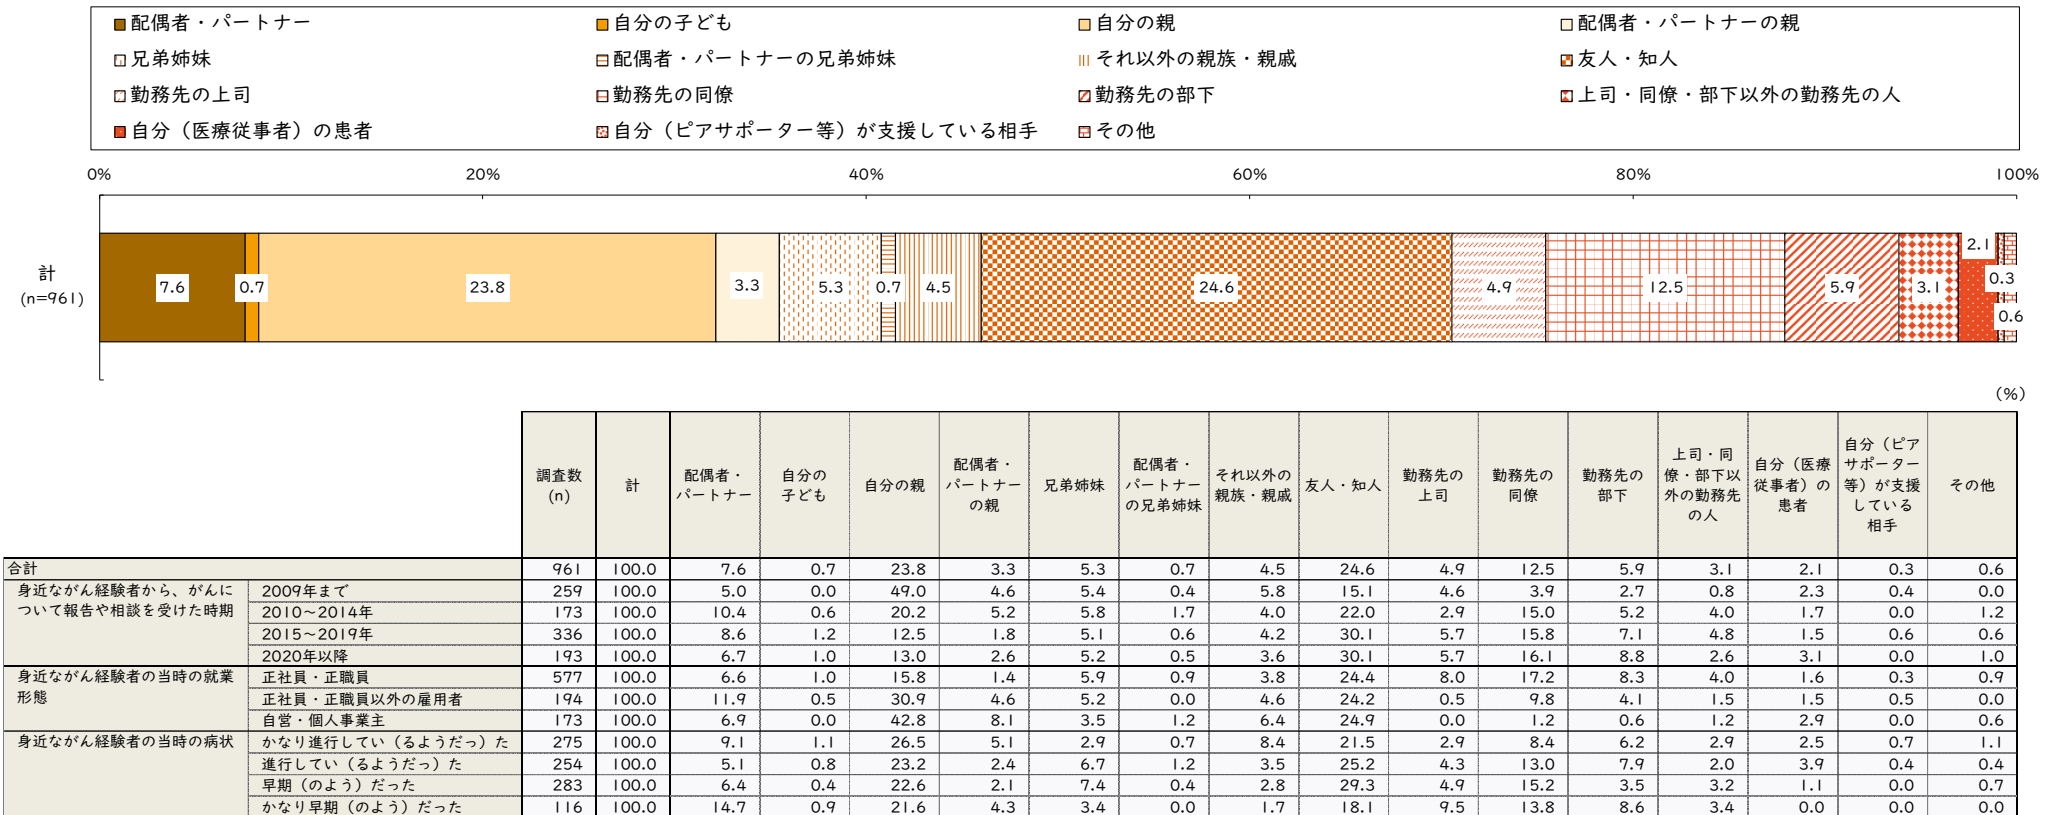 配偶者・パートナー 自分の子ども 自分の親 配偶者・パートナーの親
兄弟姉妹 配偶者・パートナーの兄弟姉妹 それ以外の親族・親戚 友人・知人
勤務先の上司 勤務先の同僚 勤務先の部下 上司・同僚・部下以外の勤務先の人
自分（医療従事者）の患者 自分（ピアサポーター等）が支援している相手 その他
0% 20% 40% 60% 80% 100%
計
(n=961)
7.6 0.7 23.8 3.3 5.3 0.7 4.5 24.6 4.9 12.5 5.9 3.1 2.1 0.3 0.6
(%)
調査数
(n)
計
配偶者・
パートナー
自分の
子ども
自分の親
配偶者・
パートナー
の親
兄弟姉妹
配偶者・
パートナー
の兄弟姉妹
それ以外の
親族・親戚
友人・知人
勤務先の
上司
勤務先の
同僚
勤務先の
部下
上司・同
僚・部下以
外の勤務先
の人
自分（医療
従事者）の
患者
自分（ピア
サポーター
等）が支援
している
相手
その他
合計 961 100.0 7.6 0.7 23.8 3.3 5.3 0.7 4.5 24.6 4.9 12.5 5.9 3.1 2.1 0.3 0.6
身近ながん経験者から、がんに
ついて報告や相談を受けた時期
2009年まで 259 100.0 5.0 0.0 49.0 4.6 5.4 0.4 5.8 15.1 4.6 3.9 2.7 0.8 2.3 0.4 0.0
2010～2014年 173 100.0 10.4 0.6 20.2 5.2 5.8 1.7 4.0 22.0 2.9 15.0 5.2 4.0 1.7 0.0 1.2
2015～2019年 336 100.0 8.6 1.2 12.5 1.8 5.1 0.6 4.2 30.1 5.7 15.8 7.1 4.8 1.5 0.6 0.6
2020年以降 193 100.0 6.7 1.0 13.0 2.6 5.2 0.5 3.6 30.1 5.7 16.1 8.8 2.6 3.1 0.0 1.0
身近ながん経験者の当時の就業
形態
正社員・正職員 577 100.0 6.6 1.0 15.8 1.4 5.9 0.9 3.8 24.4 8.0 17.2 8.3 4.0 1.6 0.3 0.9
正社員・正職員以外の雇用者 194 100.0 11.9 0.5 30.9 4.6 5.2 0.0 4.6 24.2 0.5 9.8 4.1 1.5 1.5 0.5 0.0
自営・個人事業主 173 100.0 6.9 0.0 42.8 8.1 3.5 1.2 6.4 24.9 0.0 1.2 0.6 1.2 2.9 0.0 0.6
身近ながん経験者の当時の病状
かなり進行してい（るようだっ）た 275 100.0 9.1 1.1 26.5 5.1 2.9 0.7 8.4 21.5 2.9 8.4 6.2 2.9 2.5 0.7 1.1
進行してい（るようだっ）た 254 100.0 5.1 0.8 23.2 2.4 6.7 1.2 3.5 25.2 4.3 13.0 7.9 2.0 3.9 0.4 0.4
早期（のよう）だった 283 100.0 6.4 0.4 22.6 2.1 7.4 0.4 2.8 29.3 4.9 15.2 3.5 3.2 1.1 0.0 0.7
かなり早期（のよう）だった 116 100.0 14.7 0.9 21.6 4.3 3.4 0.0 1.7 18.1 9.5 13.8 8.6 3.4 0.0 0.0 0.0